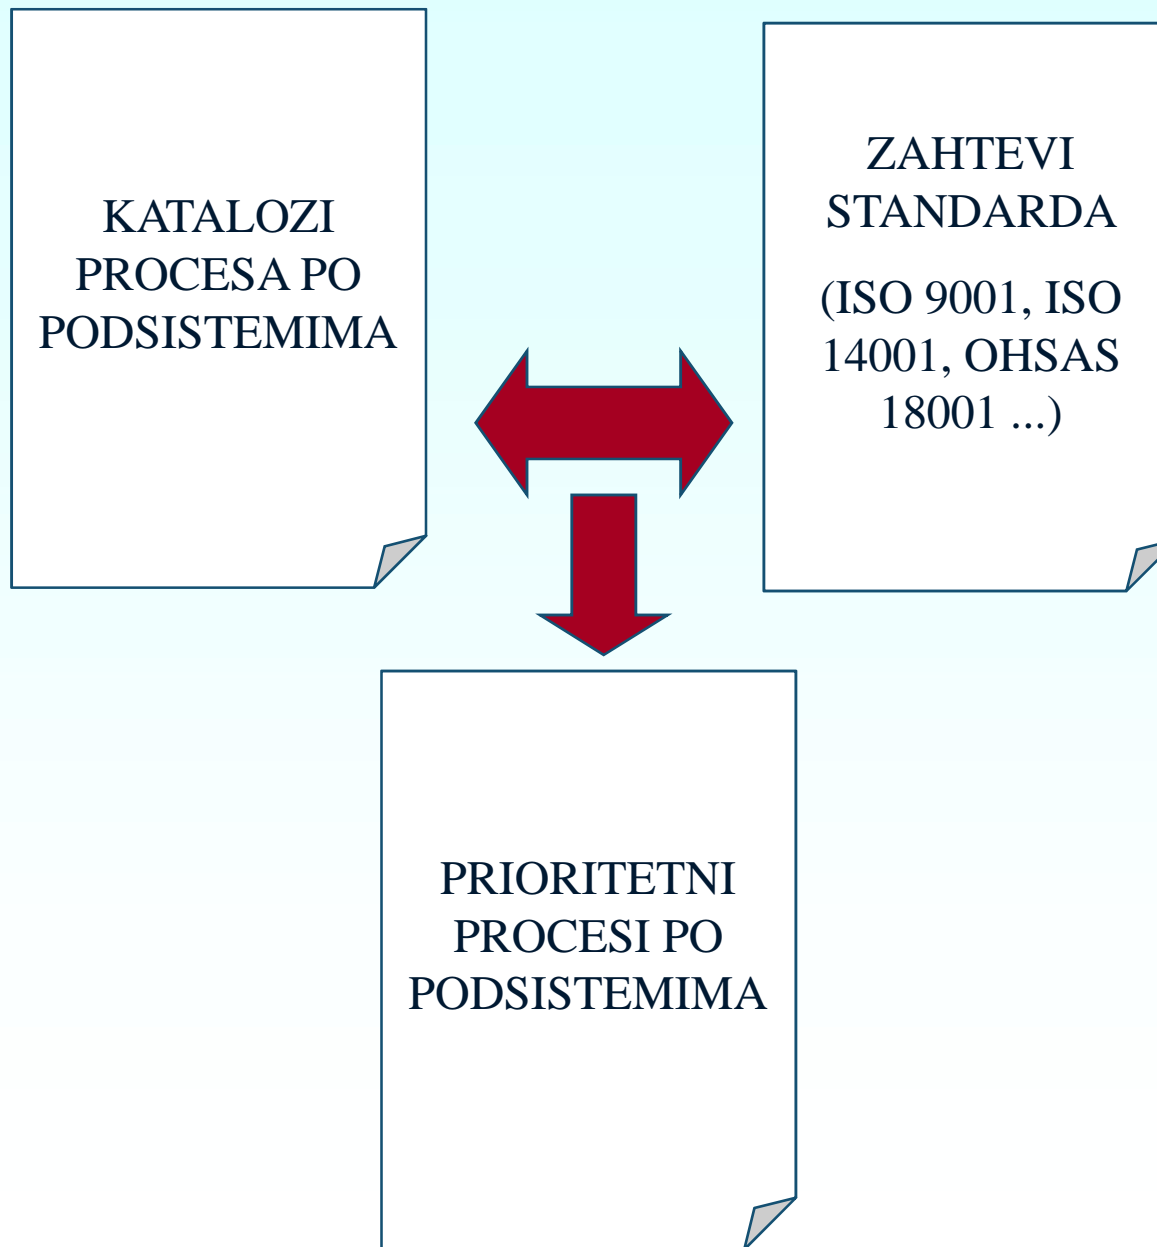 KATALOZI
PROCESA PO
PODSISTEMIMA
ZAHTEVI
STANDARDA
(ISO 9001, ISO
14001, OHSAS
18001 ...)
PRIORITETNI
PROCESI PO
PODSISTEMIMA